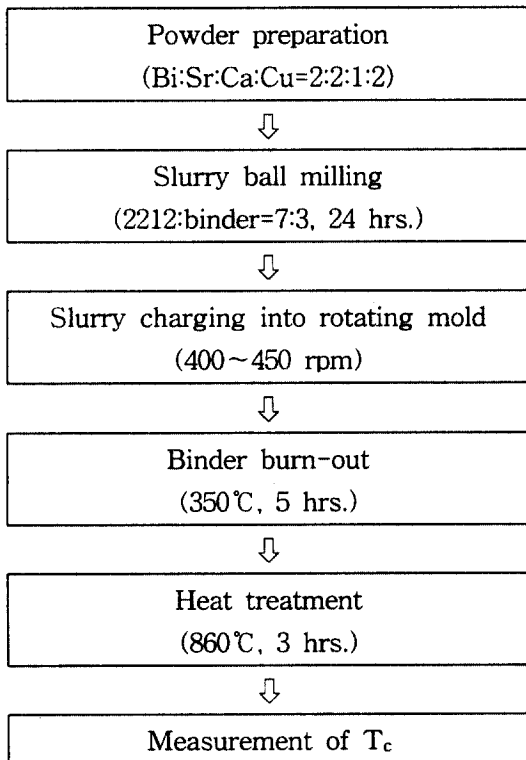 Powder preparation
(Bi:Sr:Ca:Cu=2:2:1:2)
⇩
Slurry ball milling
(2212:binder=7:3, 24 hrs.)
⇩
Slurry charging into rotating mold
(400~450 rpm)
⇩
Binder burn-out
(350℃, 5 hrs.)
⇩
Heat treatment
(860℃, 3 hrs.)
⇩
Measurement of Tc